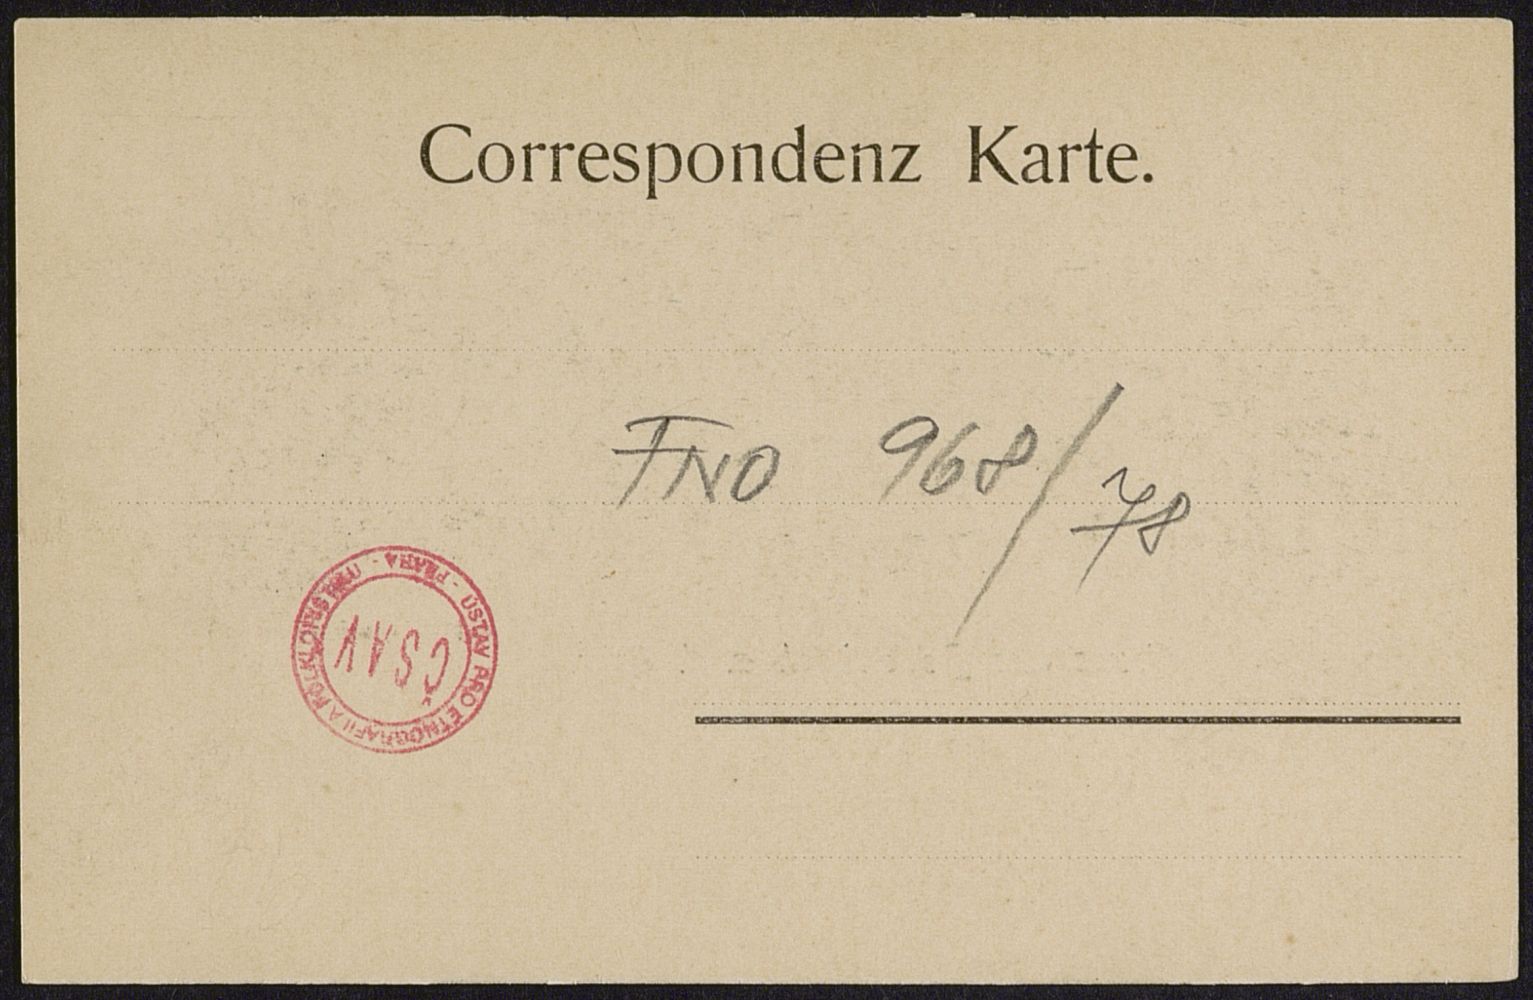 Correspondenz Karte.
FNO 968/78
ÚSTAV PRO ETNOGRAFII A FOLKLORISTIKU - PRAHA -
ČSAV